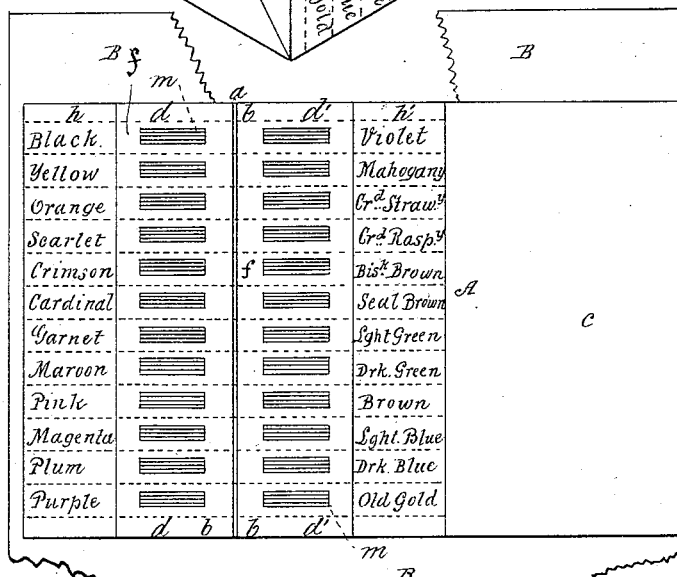 Gold
B f
m
B
a
h d b d' h'
Black. Violet
Yellow Mahogany
Orange Crd. Strawy
Scarlet Crd. Raspy
Crimson f Bisk. Brown
A
Cardinal Seal Brown
C
Garnet Lght Green
Maroon Drk. Green
Pink Brown
Magenta Lght. Blue
Plum Drk. Blue
Purple Old Gold
d b b d'
m
B